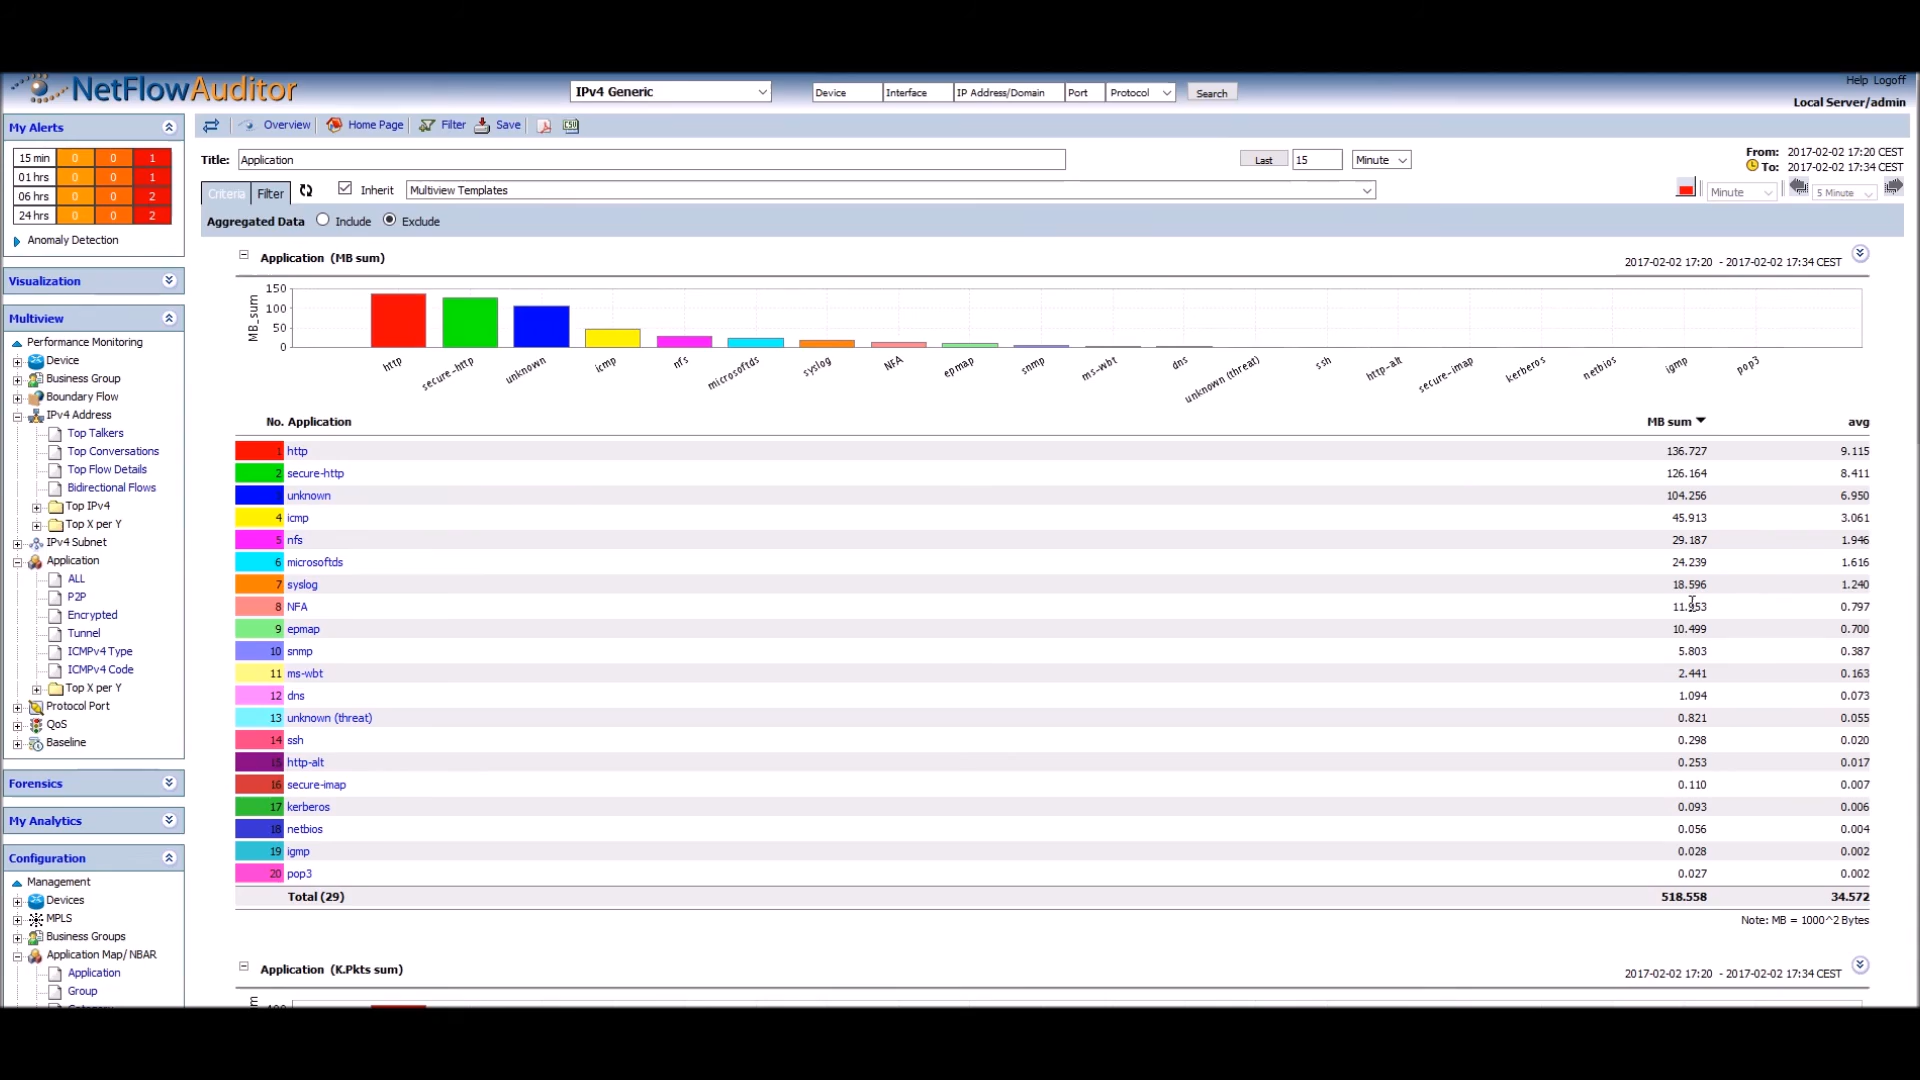 NetFlowAuditor
IPv4 Generic
Device Interface IP Address/Domain Port Protocol Search
Help Logoff
Local Server/admin
My Alerts
15 min 0 0 1
01 hrs 0 0 1
06 hrs 0 0 2
24 hrs 0 0 2
Anomaly Detection
Visualization
Multiview
Performance Monitoring
Device
Business Group
Boundary Flow
IPv4 Address
Top Talkers
Top Conversations
Top Flow Details
Bidirectional Flows
Top IPv4
Top X per Y
IPv4 Subnet
Application
ALL
P2P
Encrypted
Tunnel
ICMPv4 Type
ICMPv4 Code
Top X per Y
Protocol Port
QoS
Baseline
Forensics
My Analytics
Configuration
Management
Devices
MPLS
Business Groups
Application Map/ NBAR
Application
Group
Overview Home Page Filter Save CSV
Title: Application
Last 15 Minute
From: 2017-02-02 17:20 CEST
To: 2017-02-02 17:34 CEST
Criteria Filter Inherit Multiview Templates
Minute 5 Minute
Aggregated Data Include Exclude
Application (MB sum)
2017-02-02 17:20 - 2017-02-02 17:34 CEST
MB_sum
150
100
50
0
http secure-http unknown icmp nfs microsoftds syslog NFA epmap snmp ms-wbt dns unknown (threat) ssh http-alt secure-imap kerberos netbios igmp pop3
No. Application MB sum avg
1 http 136.727 9.115
2 secure-http 126.164 8.411
unknown 104.256 6.950
4 icmp 45.913 3.061
5 nfs 29.187 1.946
6 microsoftds 24.239 1.616
7 syslog 18.596 1.240
8 NFA 11.953 0.797
9 epmap 10.499 0.700
10 snmp 5.803 0.387
11 ms-wbt 2.441 0.163
12 dns 1.094 0.073
13 unknown (threat) 0.821 0.055
14 ssh 0.298 0.020
15 http-alt 0.253 0.017
16 secure-imap 0.110 0.007
17 kerberos 0.093 0.006
18 netbios 0.056 0.004
19 igmp 0.028 0.002
20 pop3 0.027 0.002
Total (29) 518.558 34.572
Note: MB = 1000^2 Bytes
Application (K.Pkts sum)
2017-02-02 17:20 - 2017-02-02 17:34 CEST